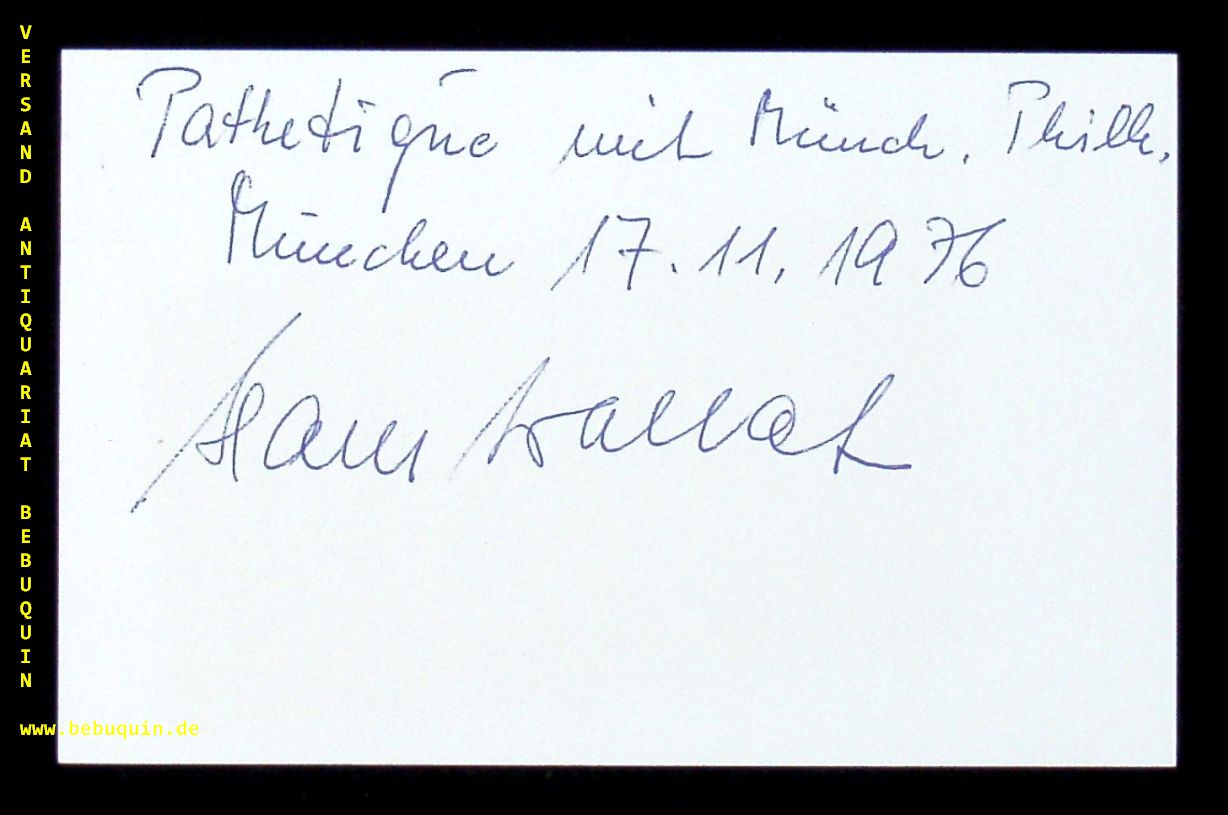 VERSAND ANTIQUARIAT BEBUQUIN
Pathetique mit Münch. Philh.
München 17.11.1976
Hans Wallat
www.bebuquin.de